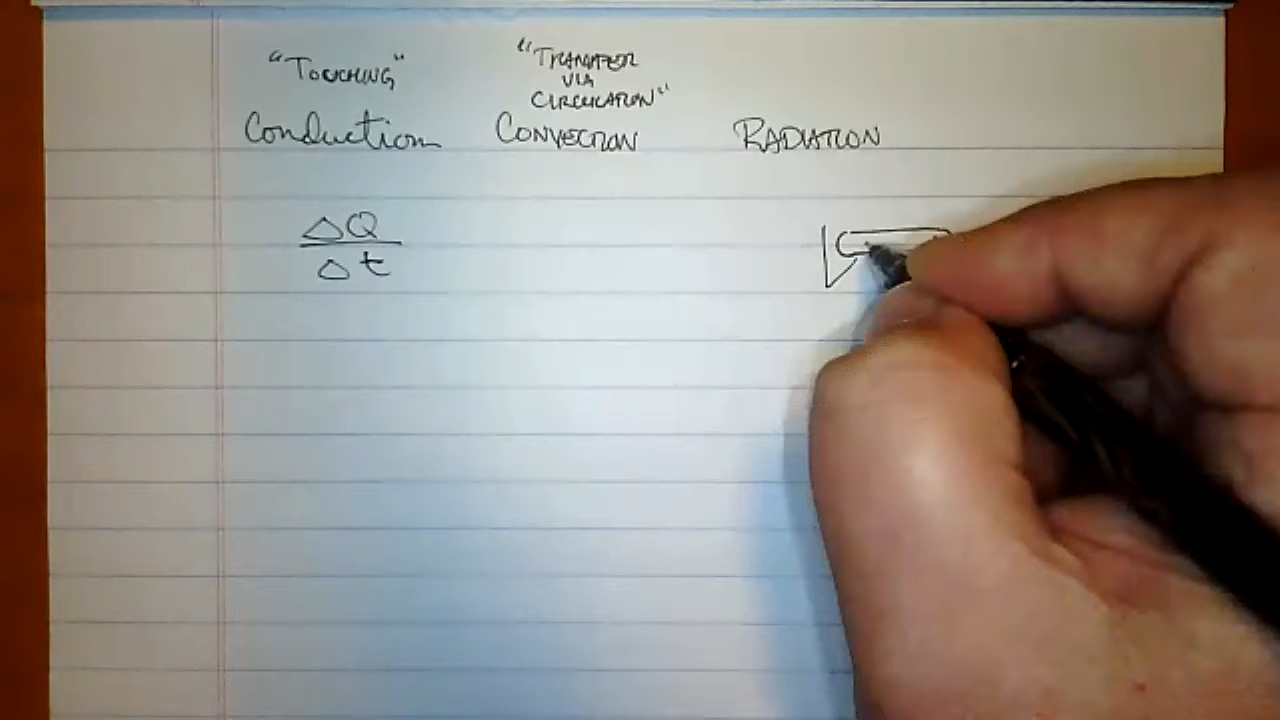 "TOUCHING"
"TRANSFER
VIA
CIRCULATION"
Conduction
CONVECTION
RADIATION
ΔQ
Δt